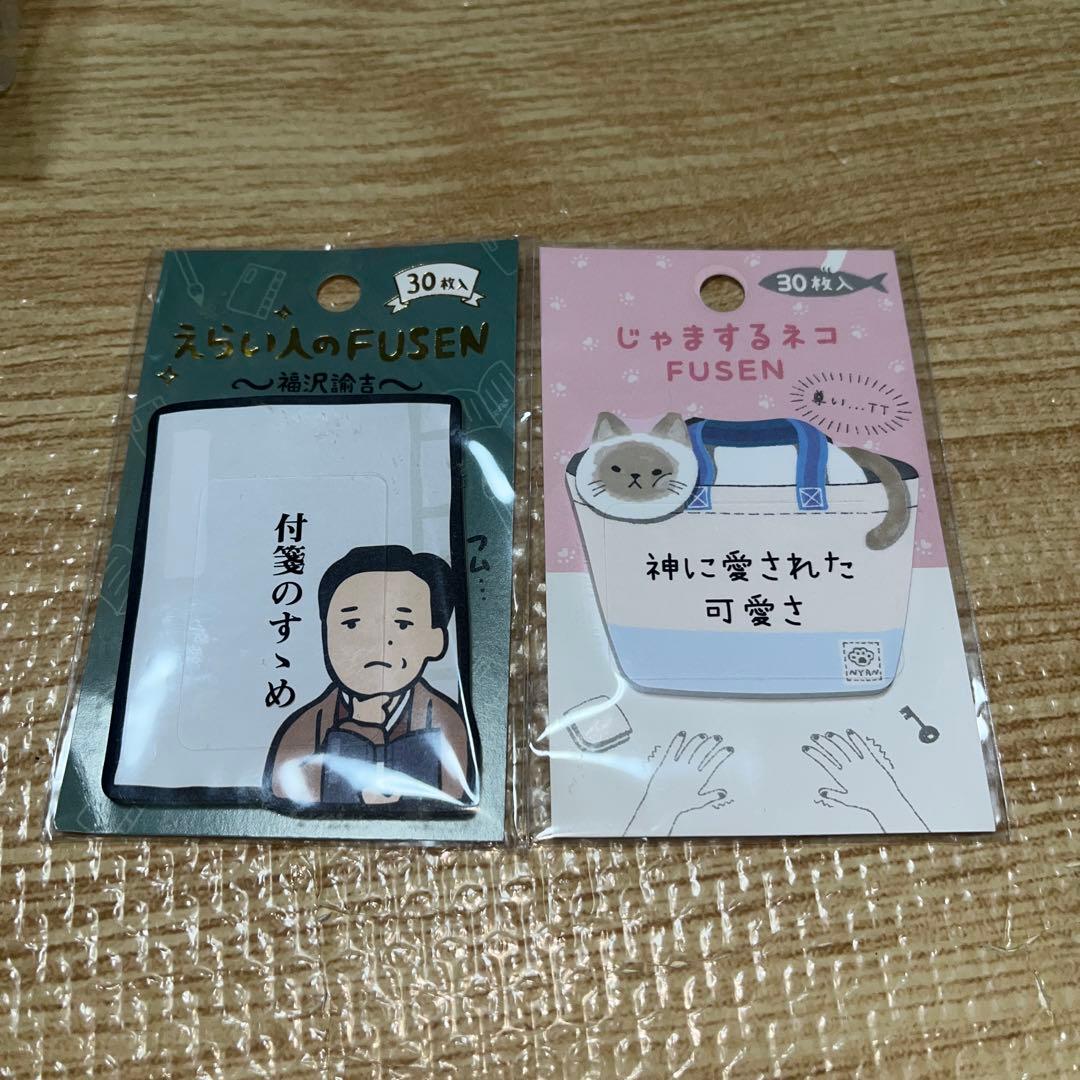 30枚入
えらい人のFUSEN
～福沢諭吉～
付箋のすゝめ
フム…
30枚入
じゃまするネコ
FUSEN
尊い…TT
神に愛された
可愛さ
NYAN